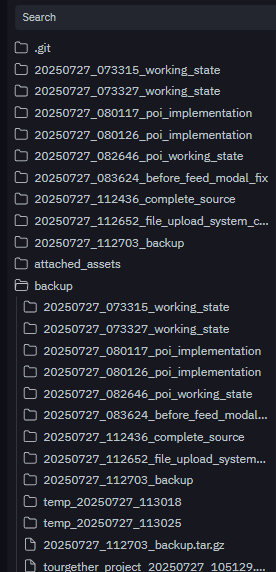 Search
.git
20250727_073315_working_state
20250727_073327_working_state
20250727_080117_poi_implementation
20250727_080126_poi_implementation
20250727_082646_poi_working_state
20250727_083624_before_feed_modal_fix
20250727_112436_complete_source
20250727_112652_file_upload_system_c...
20250727_112703_backup
attached_assets
backup
20250727_073315_working_state
20250727_073327_working_state
20250727_080117_poi_implementation
20250727_080126_poi_implementation
20250727_082646_poi_working_state
20250727_083624_before_feed_modal...
20250727_112436_complete_source
20250727_112652_file_upload_system...
20250727_112703_backup
temp_20250727_113018
temp_20250727_113025
20250727_112703_backup.tar.gz
tourgether_project_20250727_105129....